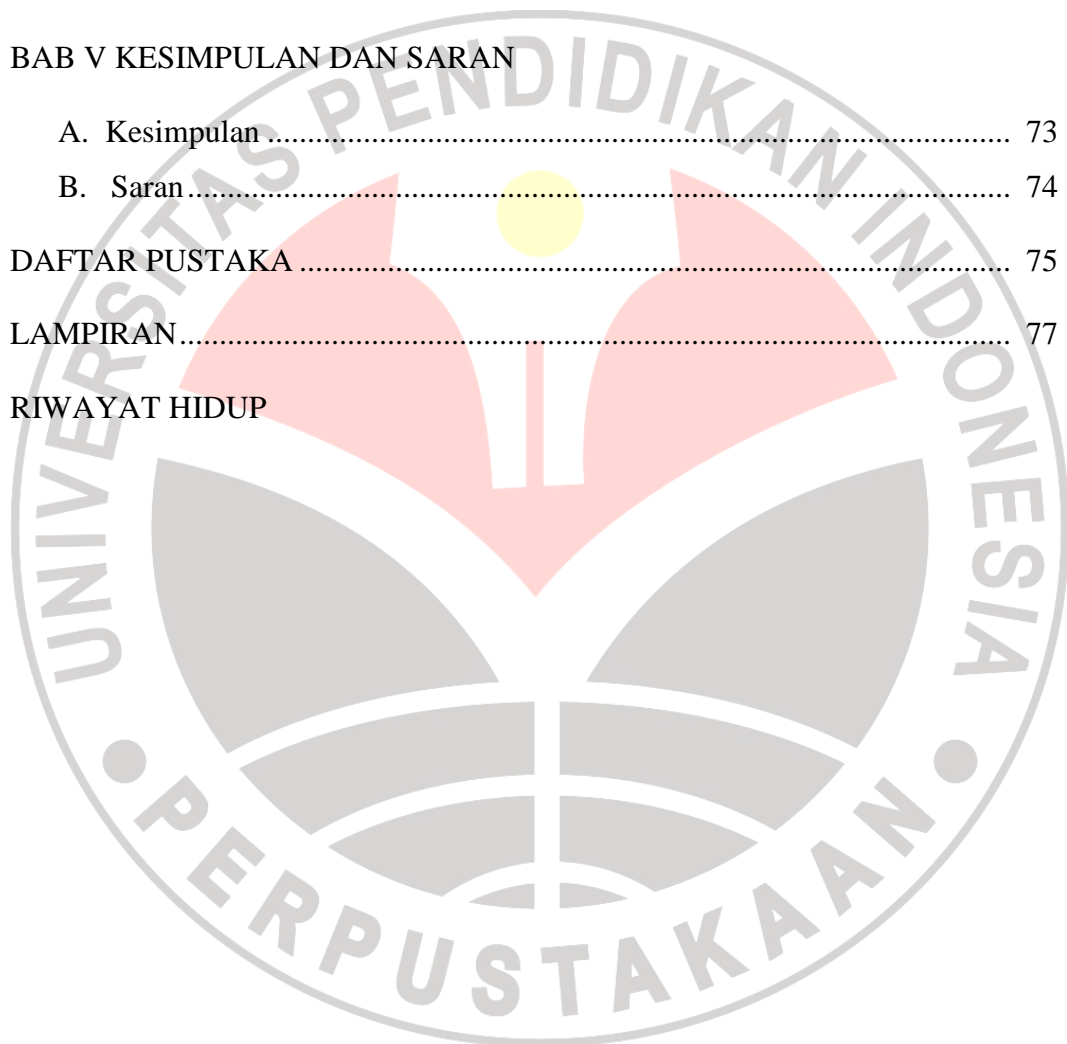 BAB V KESIMPULAN DAN SARAN
A. Kesimpulan ................................................................................................ 73
B. Saran .......................................................................................................... 74
DAFTAR PUSTAKA ............................................................................................ 75
LAMPIRAN ........................................................................................................... 77
RIWAYAT HIDUP
UNIVERSITAS PENDIDIKAN INDONESIA
PERPUSTAKAAN